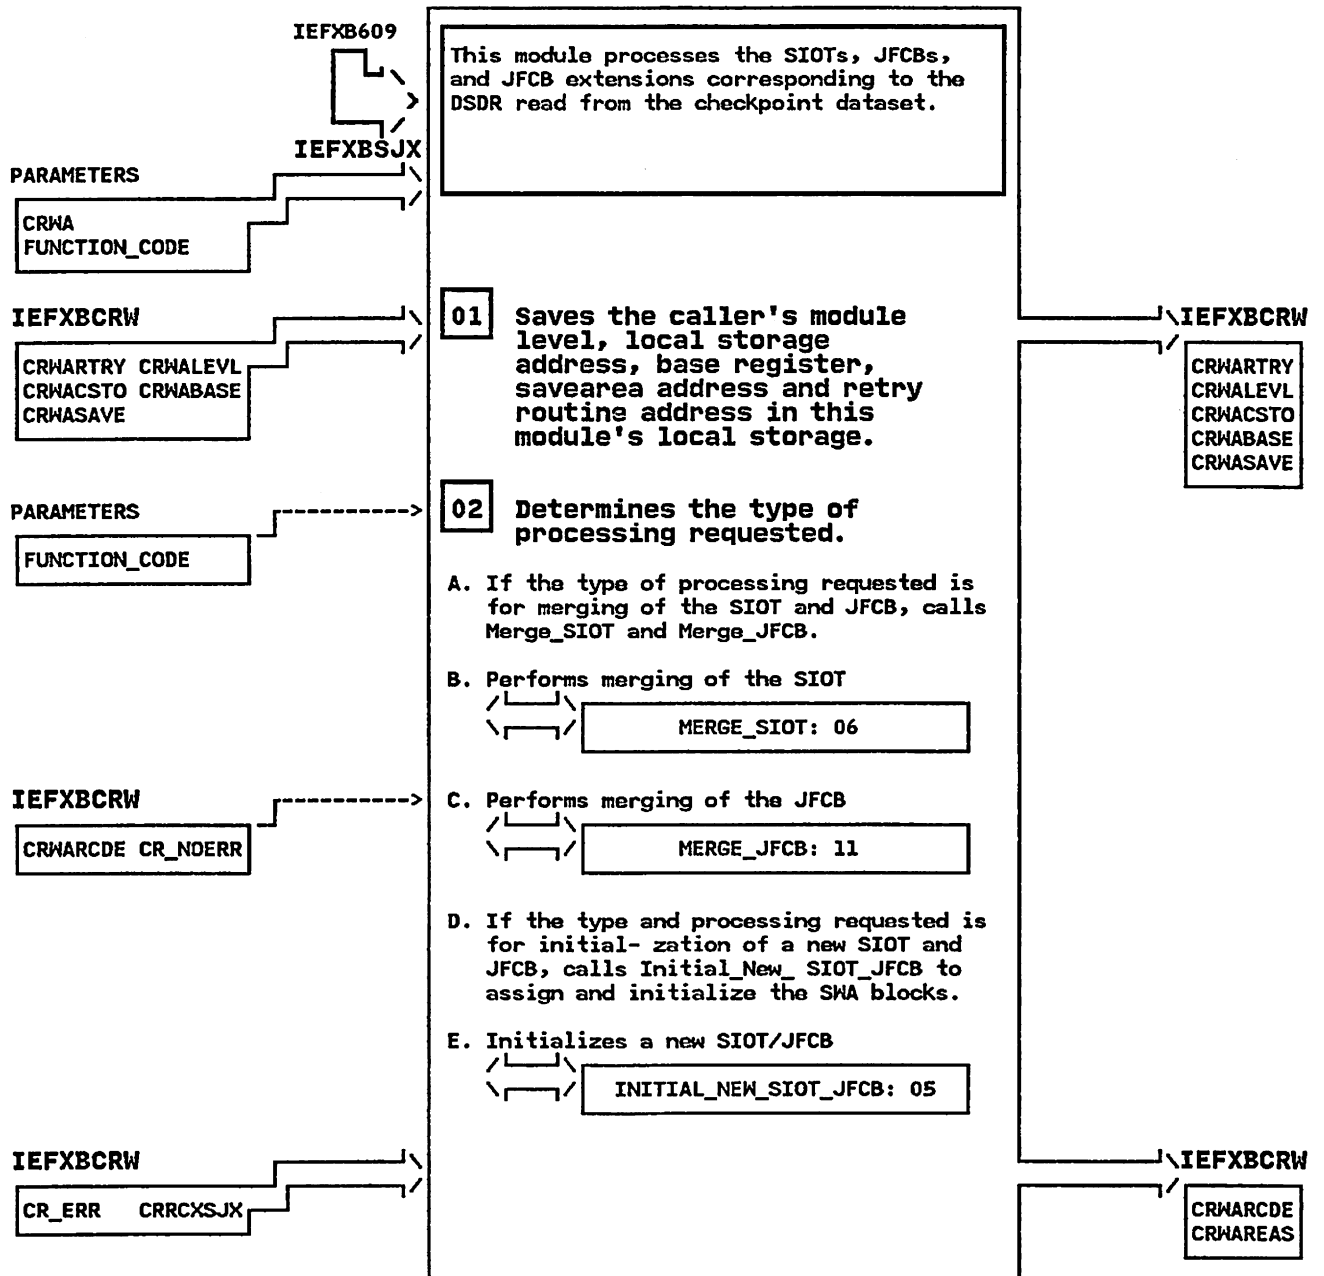 IEFXB609
This module processes the SIOTs, JFCBs,
and JFCB extensions corresponding to the
DSDR read from the checkpoint dataset.
IEFXBSJX
PARAMETERS
CRWA
FUNCTION_CODE
IEFXBCRW
CRWARTRY CRWALEVL
CRWACSTO CRWABASE
CRWASAVE
01 Saves the caller's module
level, local storage
address, base register,
savearea address and retry
routine address in this
module's local storage.
IEFXBCRW
CRWARTRY
CRWALEVL
CRWACSTO
CRWABASE
CRWASAVE
PARAMETERS
FUNCTION_CODE
02 Determines the type of
processing requested.
A. If the type of processing requested is
for merging of the SIOT and JFCB, calls
Merge_SIOT and Merge_JFCB.
B. Performs merging of the SIOT
MERGE_SIOT: 06
IEFXBCRW
CRWARCDE CR_NOERR
C. Performs merging of the JFCB
MERGE_JFCB: 11
D. If the type and processing requested is
for initial- zation of a new SIOT and
JFCB, calls Initial_New_ SIOT_JFCB to
assign and initialize the SWA blocks.
E. Initializes a new SIOT/JFCB
INITIAL_NEW_SIOT_JFCB: 05
IEFXBCRW
CR_ERR CRRCXSJX
IEFXBCRW
CRWARCDE
CRWAREAS